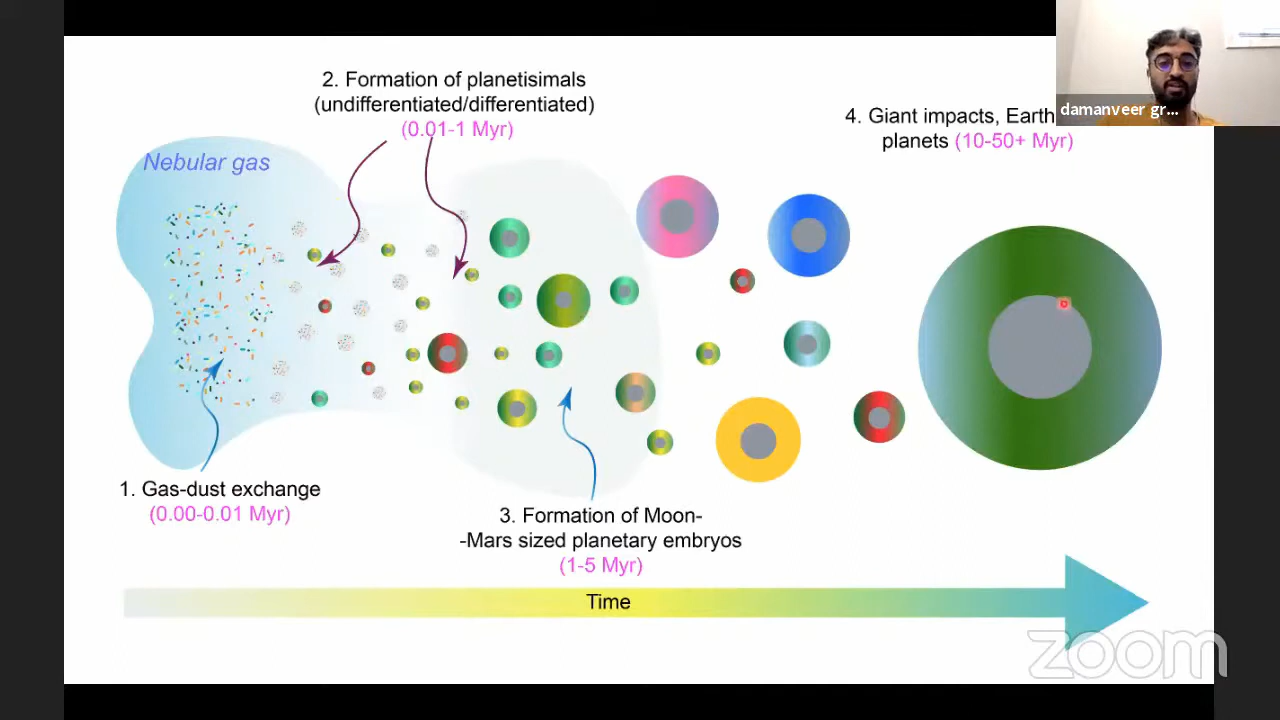 2. Formation of planetisimals
(undifferentiated/differentiated)
(0.01-1 Myr)
damanveer gr...
4. Giant impacts, Earth
planets (10-50+ Myr)
Nebular gas
1. Gas-dust exchange
(0.00-0.01 Myr)
3. Formation of Moon-
-Mars sized planetary embryos
(1-5 Myr)
Time
zoom